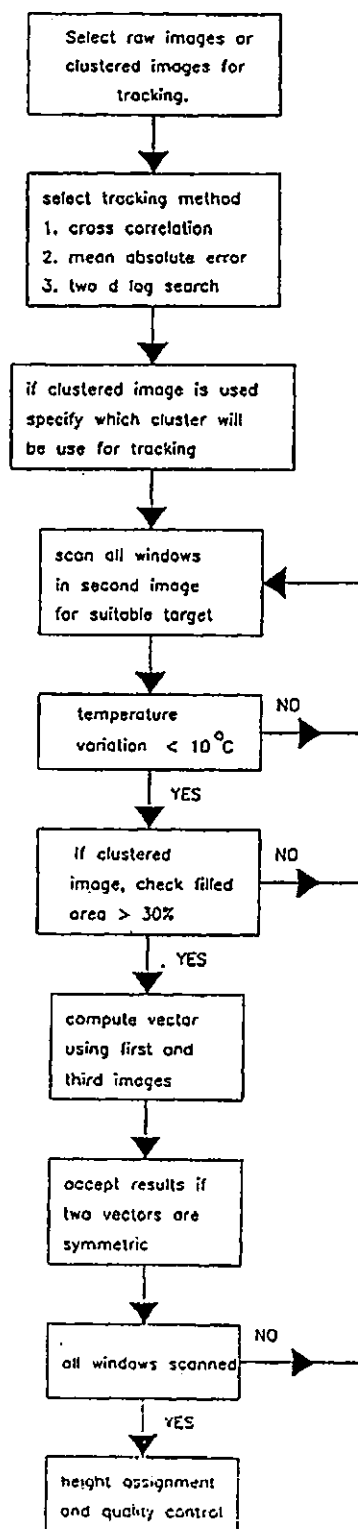 Select raw images or
clustered images for
tracking.
select tracking method
1. cross correlation
2. mean absolute error
3. two d log search
if clustered image is used
specify which cluster will
be use for tracking
scan all windows
in second image
for suitable target
temperature
variation < 10°C
NO
YES
If clustered
image, check filled
area > 30%
NO
YES
compute vector
using first and
third images
accept results if
two vectors are
symmetric
all windows scanned
NO
YES
height assignment
and quality control